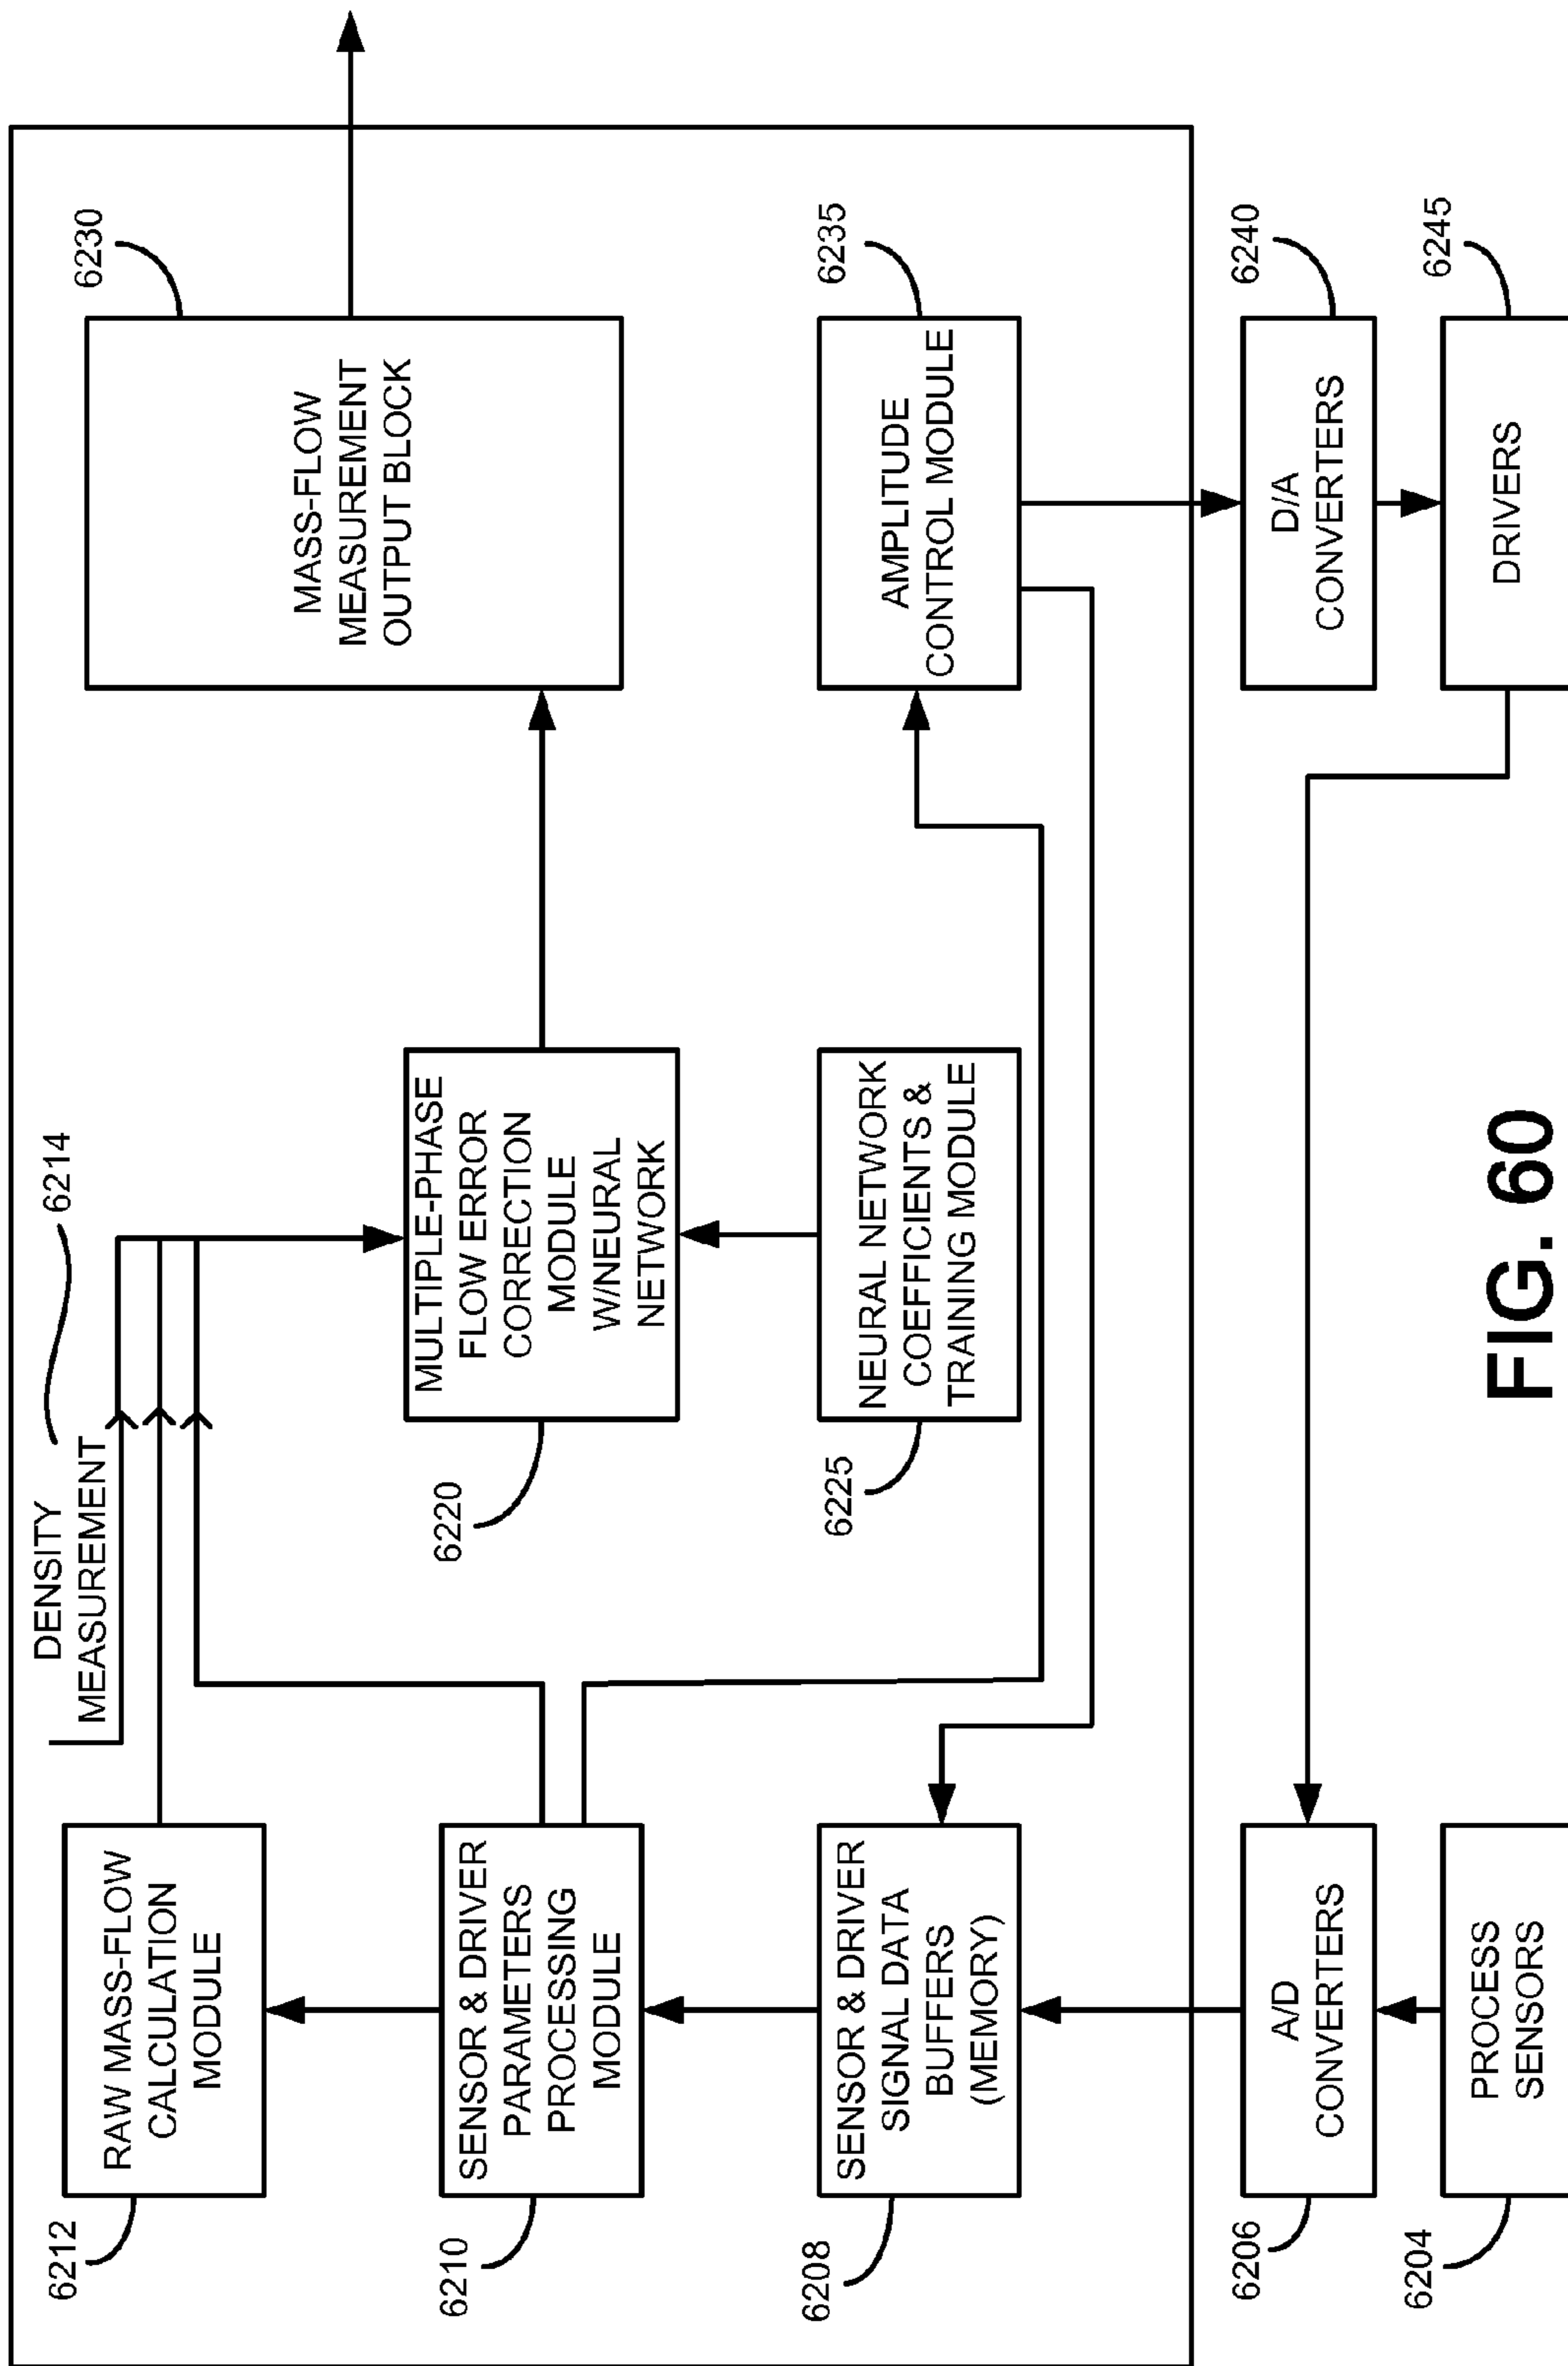 6212
RAW MASS-FLOW
CALCULATION
MODULE
DENSITY
MEASUREMENT
6214
6230
MASS-FLOW
MEASUREMENT
OUTPUT BLOCK
6210
SENSOR & DRIVER
PARAMETERS
PROCESSING
MODULE
6220
MULTIPLE-PHASE
FLOW ERROR
CORRECTION
MODULE
W/NEURAL
NETWORK
6208
SENSOR & DRIVER
SIGNAL DATA
BUFFERS
(MEMORY)
6225
NEURAL NETWORK
COEFFICIENTS &
TRAINING MODULE
6235
AMPLITUDE
CONTROL MODULE
6206
A/D
CONVERTERS
6240
D/A
CONVERTERS
6204
PROCESS
SENSORS
6245
DRIVERS
FIG. 60